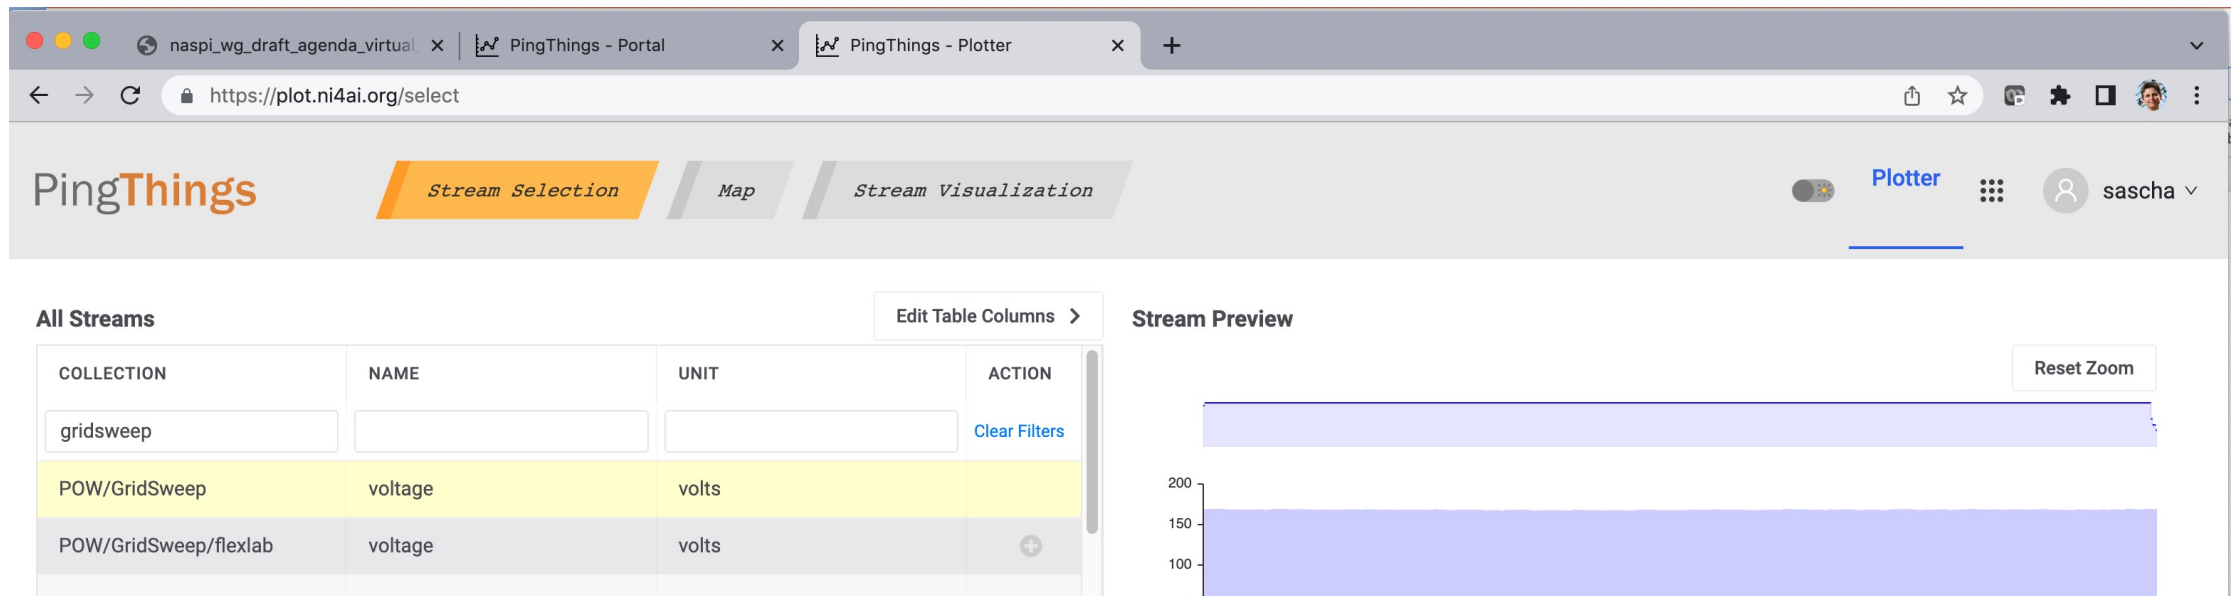 naspi_wg_draft_agenda_virtual
PingThings - Portal
PingThings - Plotter
https://plot.ni4ai.org/select
PingThings
Stream Selection
Map
Stream Visualization
Plotter
sascha
All Streams
Edit Table Columns
COLLECTION NAME UNIT ACTION
gridsweep Clear Filters
POW/GridSweep voltage volts
POW/GridSweep/flexlab voltage volts
Stream Preview
Reset Zoom
200
150
100